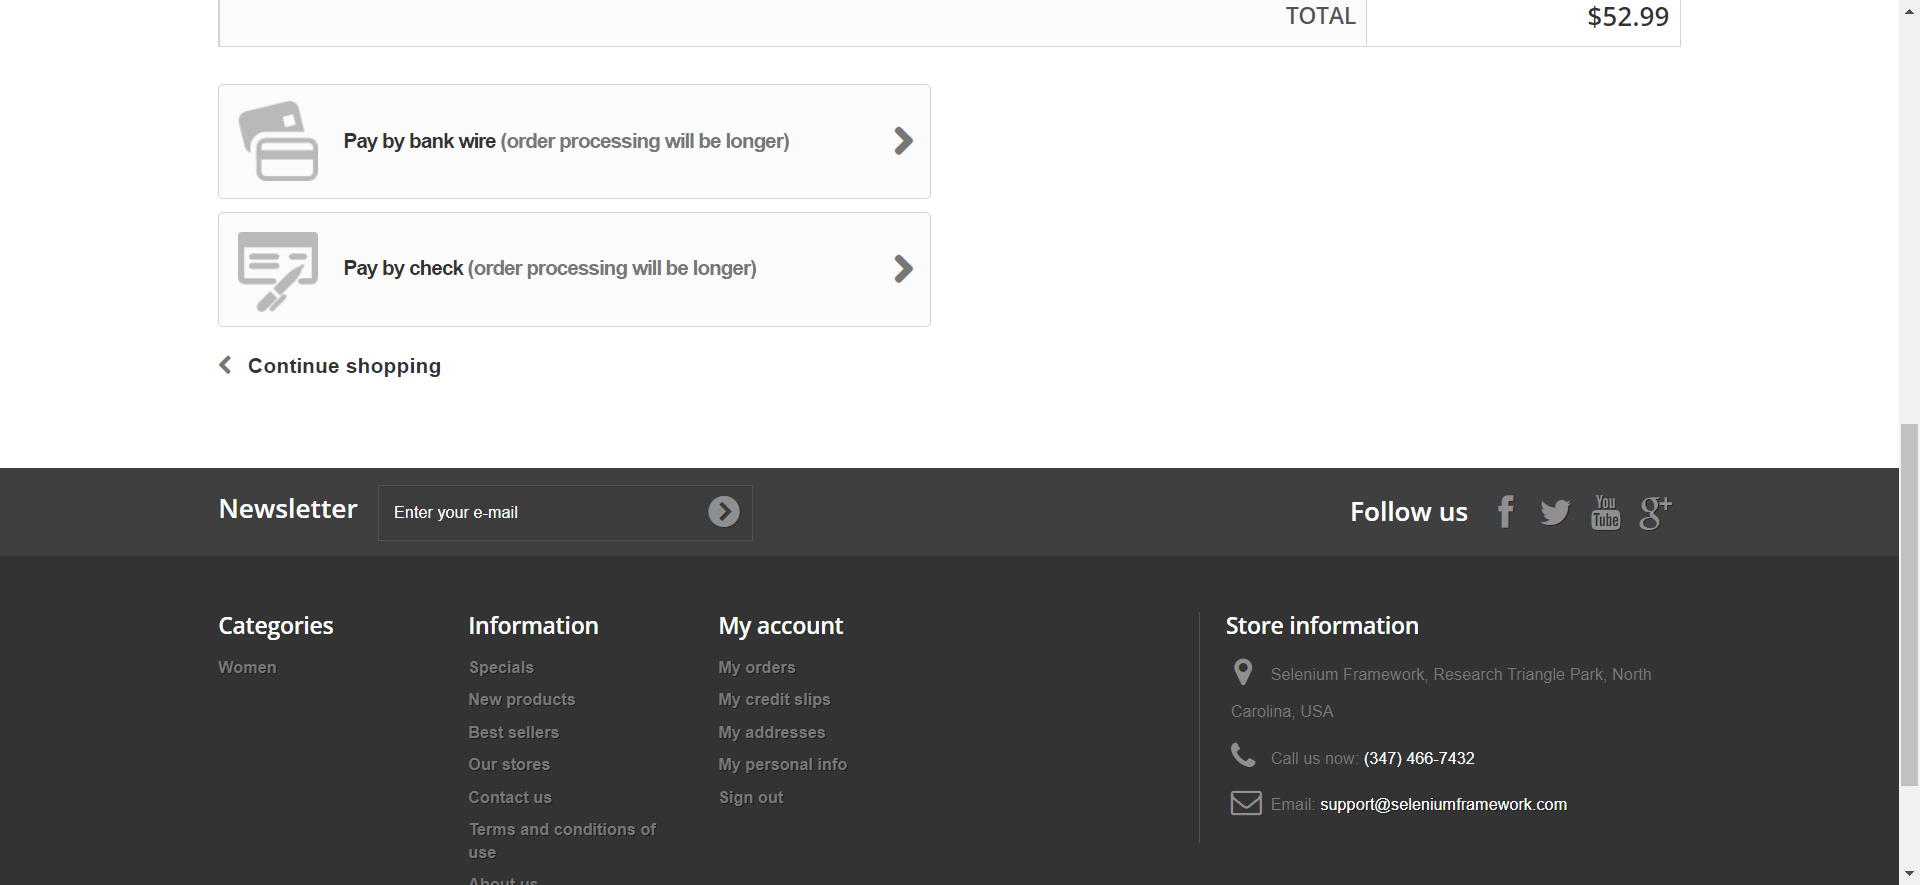 TOTAL $52.99
Pay by bank wire (order processing will be longer)
Pay by check (order processing will be longer)
Continue shopping
Newsletter
Enter your e-mail
Follow us
f
You
Tube
g+
Categories
Women
Information
Specials
New products
Best sellers
Our stores
Contact us
Terms and conditions of
use
About us
My account
My orders
My credit slips
My addresses
My personal info
Sign out
Store information
Selenium Framework, Research Triangle Park, North
Carolina, USA
Call us now: (347) 466-7432
Email: support@seleniumframework.com